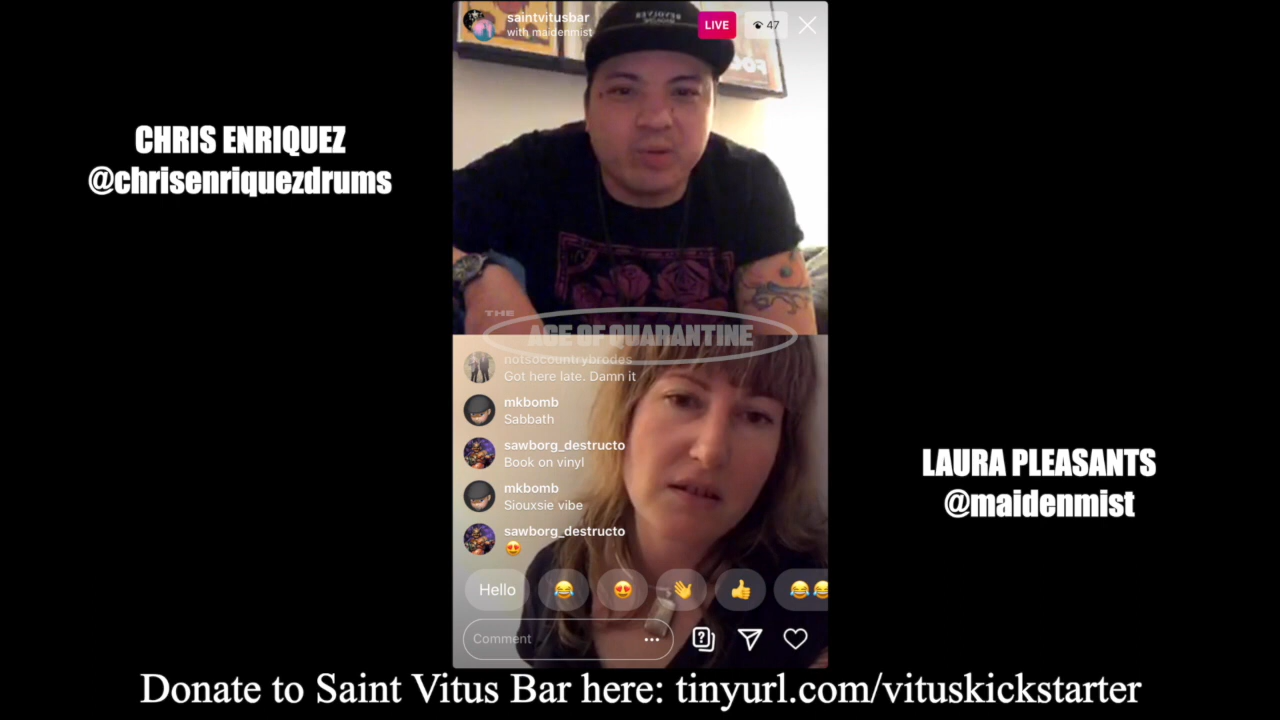 saintvitusbar
with maidenmist
LIVE
47
REVOLVER
CHRIS ENRIQUEZ
@chrisenriquezdrums
THE
AGE OF QUARANTINE
notsocountrybrodes
Got here late. Damn it
mkbomb
Sabbath
sawborg_destructo
Book on vinyl
mkbomb
Siouxsie vibe
sawborg_destructo
😍
LAURA PLEASANTS
@maidenmist
Hello 😂 😍 👋 👍 😂😂
Comment
Donate to Saint Vitus Bar here: tinyurl.com/vituskickstarter